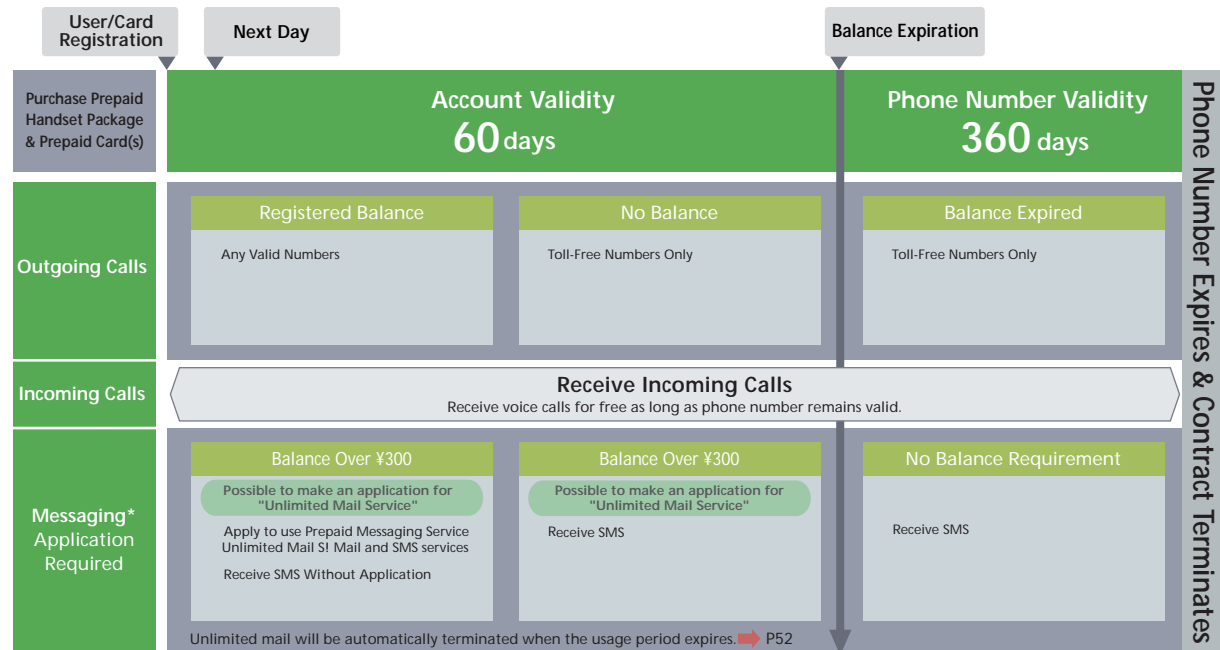 User/Card
Registration
Next Day
Balance Expiration
Purchase Prepaid
Handset Package
& Prepaid Card(s)
Account Validity
60 days
Phone Number Validity
360 days
Phone Number Expires & Contract Terminates
Outgoing Calls
Registered Balance
Any Valid Numbers
No Balance
Toll-Free Numbers Only
Balance Expired
Toll-Free Numbers Only
Incoming Calls
Receive Incoming Calls
Receive voice calls for free as long as phone number remains valid.
Messaging*
Application
Required
Balance Over ¥300
Possible to make an application for
"Unlimited Mail Service"
Apply to use Prepaid Messaging Service
Unlimited Mail S! Mail and SMS services
Receive SMS Without Application
Balance Over ¥300
Possible to make an application for
"Unlimited Mail Service"
Receive SMS
No Balance Requirement
Receive SMS
Unlimited mail will be automatically terminated when the usage period expires. P52